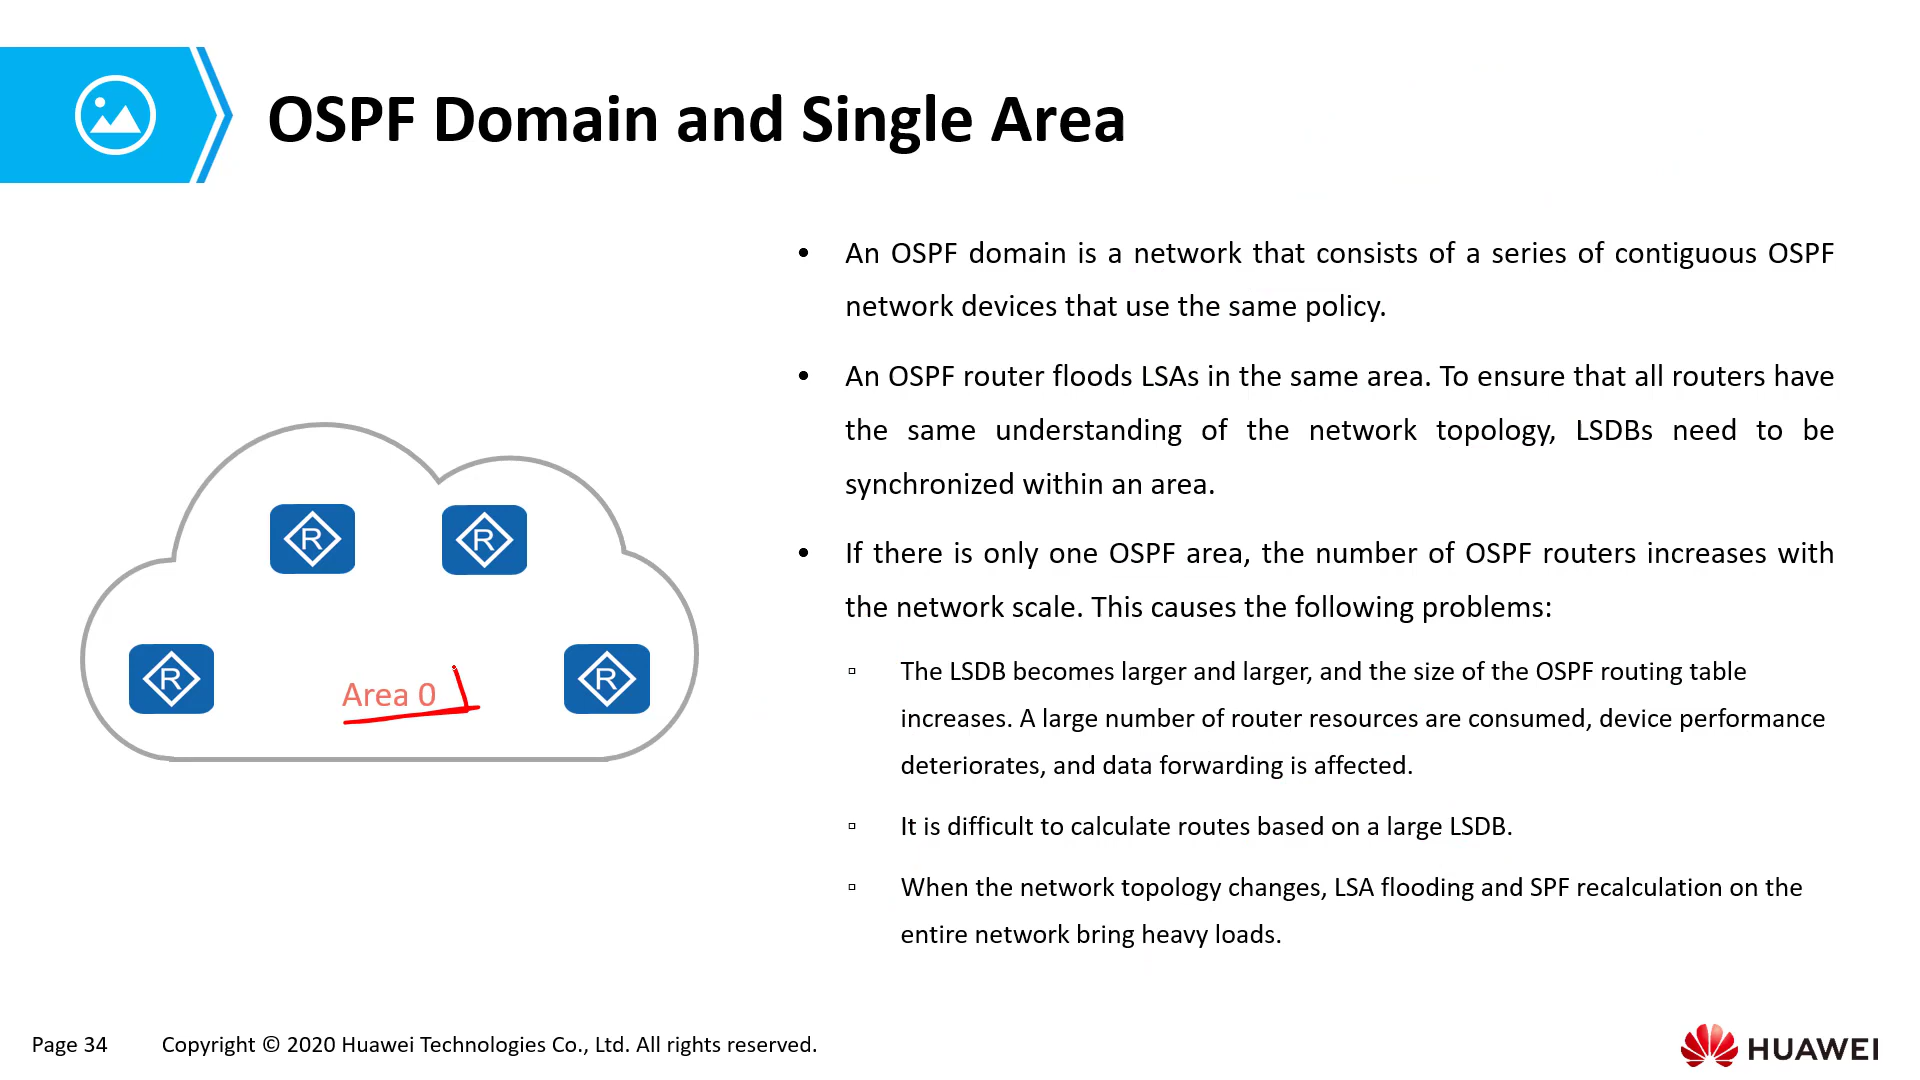 OSPF Domain and Single Area
• An OSPF domain is a network that consists of a series of contiguous OSPF
network devices that use the same policy.
• An OSPF router floods LSAs in the same area. To ensure that all routers have
the same understanding of the network topology, LSDBs need to be
synchronized within an area.
• If there is only one OSPF area, the number of OSPF routers increases with
the network scale. This causes the following problems:
▫ The LSDB becomes larger and larger, and the size of the OSPF routing table
increases. A large number of router resources are consumed, device performance
deteriorates, and data forwarding is affected.
▫ It is difficult to calculate routes based on a large LSDB.
▫ When the network topology changes, LSA flooding and SPF recalculation on the
entire network bring heavy loads.
R
R
R
Area 0
R
Page 34
Copyright © 2020 Huawei Technologies Co., Ltd. All rights reserved.
HUAWEI